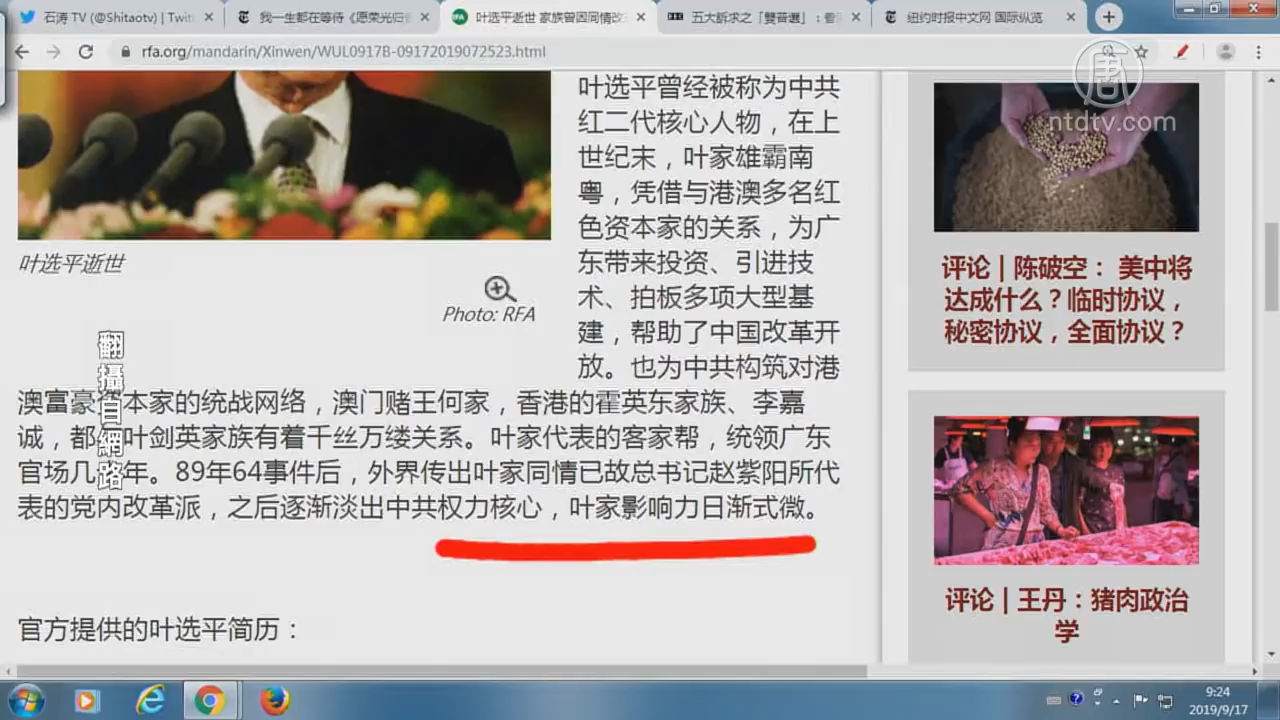 石涛 TV (@Shitaotv) | Twitt
我一生都在等待《愿荣光归
叶选平逝世 家族曾因同情改
五大訴求之「雙普選」：
纽约时报中文网 国际纵览
rfa.org/mandarin/Xinwen/WUL0917B-09172019072523.html
ntdtv.com
叶选平曾经被称为中共
红二代核心人物，在上
世纪末，叶家雄霸南
粤，凭借与港澳多名红
色资本家的关系，为广
东带来投资、引进技
术、拍板多项大型基
建，帮助了中国改革开
放。也为中共构筑对港
澳富豪 本家的统战网络，澳门赌王何家，香港的霍英东家族、李嘉
诚，都 叶剑英家族有着千丝万缕关系。叶家代表的客家帮，统领广东
官场几 年。89年64事件后，外界传出叶家同情已故总书记赵紫阳所代
表的党内改革派，之后逐渐淡出中共权力核心，叶家影响力日渐式微。
叶选平逝世
Photo: RFA
翻攝自網路
官方提供的叶选平简历：
评论 | 陈破空： 美中将
达成什么？临时协议，
秘密协议，全面协议？
评论 | 王丹：猪肉政治
学
9:24
2019/9/17